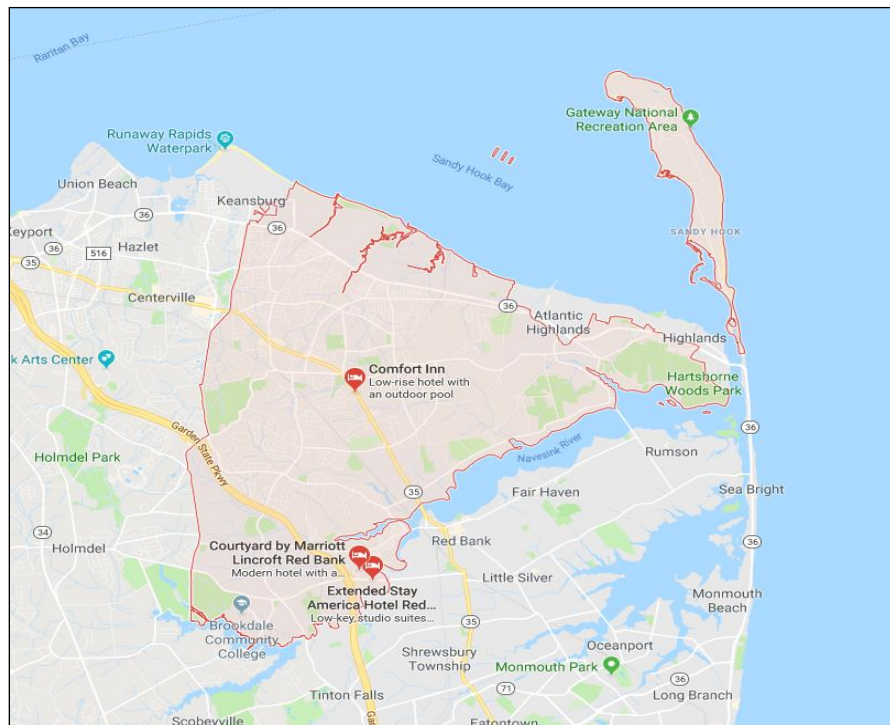 Raritan Bay
Gateway National
Recreation Area
Runaway Rapids
Waterpark
Sandy Hook Bay
Union Beach
Keansburg
36
36
Keyport
Hazlet
516
SANDY HOOK
35
Centerville
36
Atlantic
Highlands
Highlands
k Arts Center
Comfort Inn
Low-rise hotel with
an outdoor pool
Hartshorne
Woods Park
Garden State Pkwy
36
Holmdel Park
Navesink River
Rumson
35
Fair Haven
Sea Bright
34
Holmdel
Red Bank
36
Courtyard by Marriott
Lincroft Red Bank
Modern hotel with a...
Little Silver
Extended Stay
America Hotel Red...
Low-key studio suites...
Monmouth
Beach
Brookdale
Community
College
35
Oceanport
Shrewsbury
Township
Monmouth Park
36
Tinton Falls
71
Long Branch
Scobeyville
Eatontown